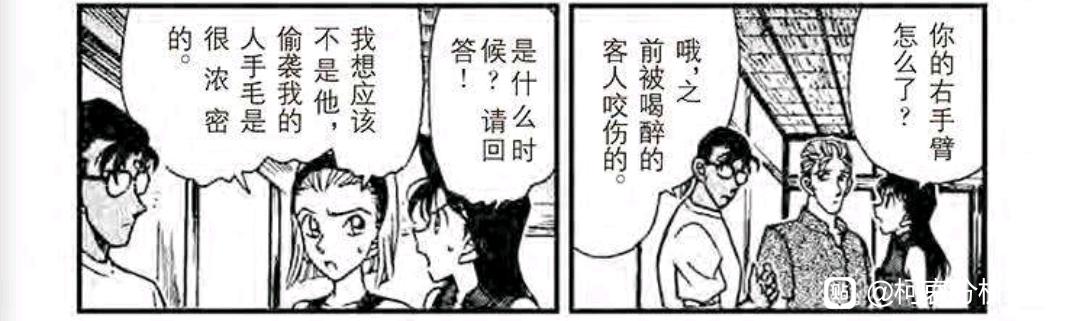 你的右手臂
怎么了？
哦，之
前被喝醉的
客人咬伤的。
是什么时
候？请回
答！
我想应该
不是他，
偷袭我的
人手毛是
很浓密
的。
贴 @柯